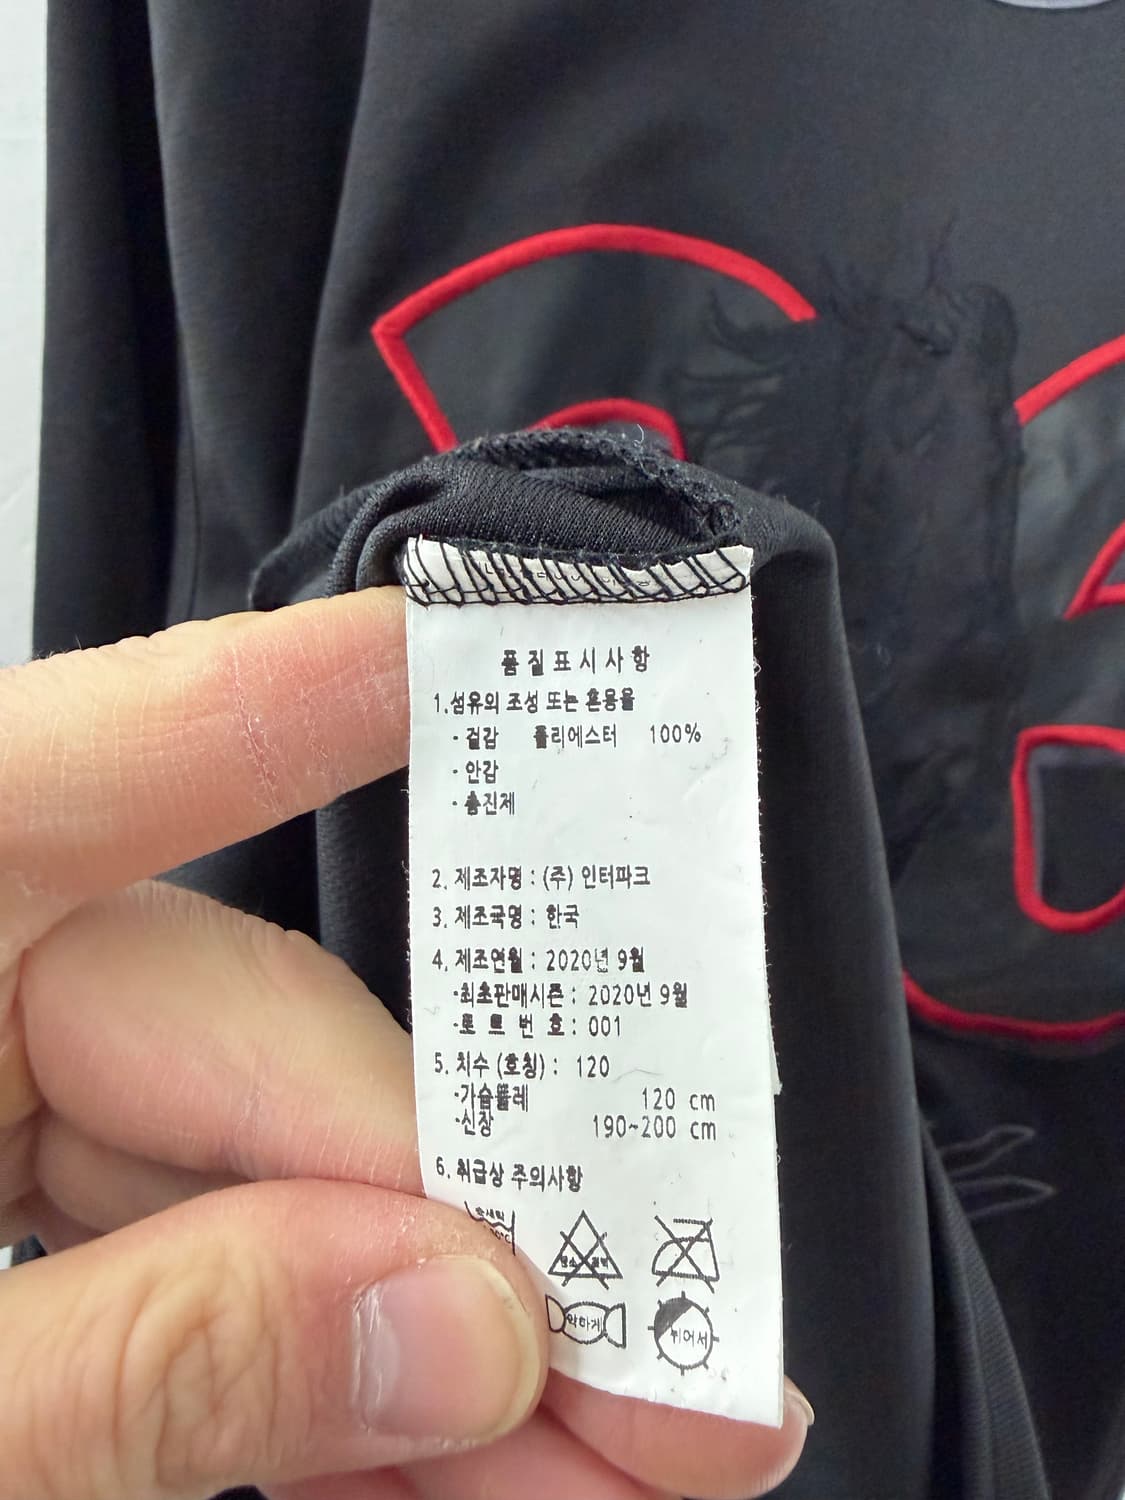 품질표시사항
1.섬유의 조성 또는 혼용율
·겉감 폴리에스터 100%
·안감
·충진제
2. 제조자명 : (주) 인터파크
3. 제조국명 : 한국
4. 제조연월 : 2020년 9월
·최초판매시즌 : 2020년 9월
·로트번호 : 001
5. 치수 (호칭) : 120
·가슴둘레 120 cm
·신장 190~200 cm
6. 취급상 주의사항
손세탁
약하게
뉘어서